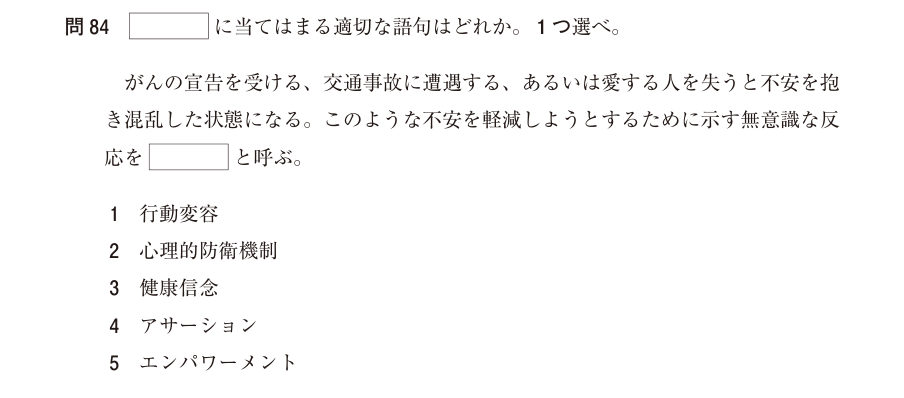 問84 に当てはまる適切な語句はどれか。1つ選べ。
がんの宣告を受ける、交通事故に遭遇する、あるいは愛する人を失うと不安を抱
き混乱した状態になる。このような不安を軽減しようとするために示す無意識な反
応を と呼ぶ。
1 行動変容
2 心理的防衛機制
3 健康信念
4 アサーション
5 エンパワーメント